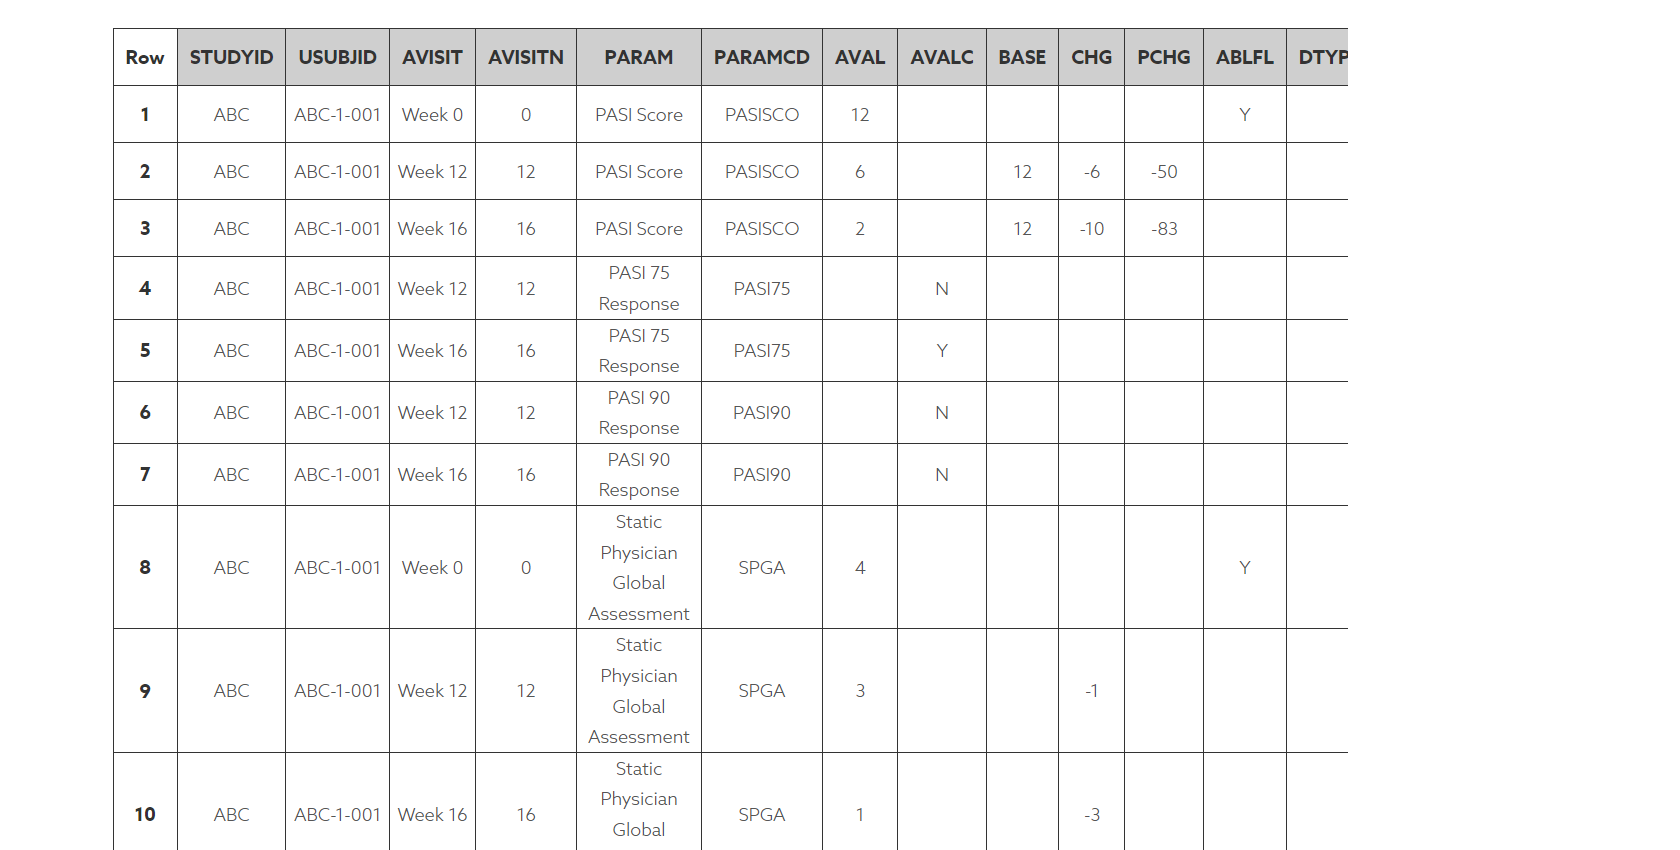 Row STUDYID USUBJID AVISIT AVISITN PARAM PARAMCD AVAL AVALC BASE CHG PCHG ABLFL DTYP
1 ABC ABC-1-001 Week 0 0 PASI Score PASISCO 12 Y
2 ABC ABC-1-001 Week 12 12 PASI Score PASISCO 6 12 -6 -50
3 ABC ABC-1-001 Week 16 16 PASI Score PASISCO 2 12 -10 -83
4 ABC ABC-1-001 Week 12 12 PASI 75 Response PASI75 N
5 ABC ABC-1-001 Week 16 16 PASI 75 Response PASI75 Y
6 ABC ABC-1-001 Week 12 12 PASI 90 Response PASI90 N
7 ABC ABC-1-001 Week 16 16 PASI 90 Response PASI90 N
8 ABC ABC-1-001 Week 0 0 Static Physician Global Assessment SPGA 4 Y
9 ABC ABC-1-001 Week 12 12 Static Physician Global Assessment SPGA 3 -1
10 ABC ABC-1-001 Week 16 16 Static Physician Global SPGA 1 -3